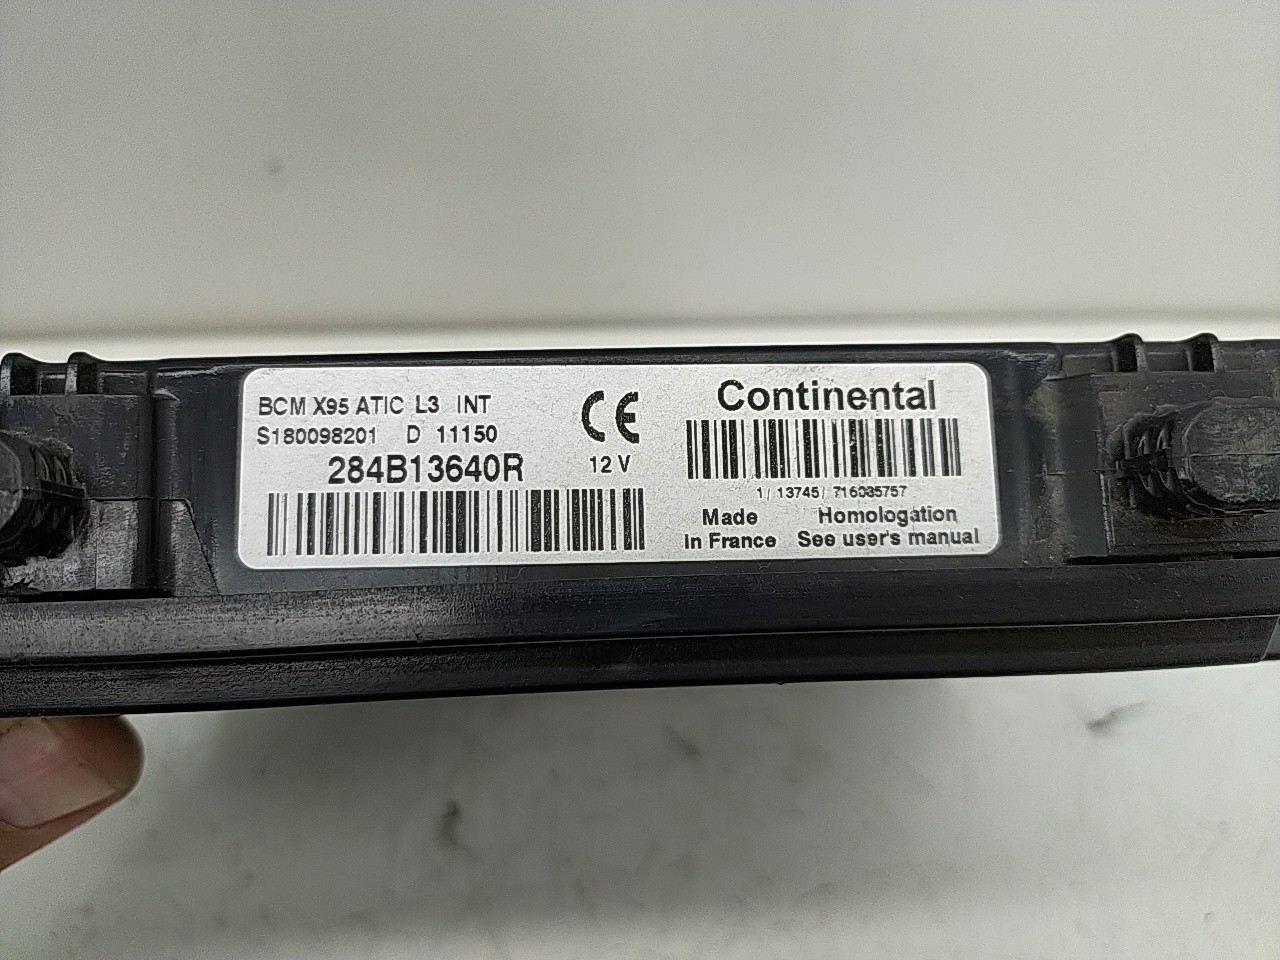 BCM X95 ATIC L3 INT
S180098201 D 11150
284B13640R
CE
12 V
Continental
1/ 13745/ 716035757
Made
in France
Homologation
See user's manual